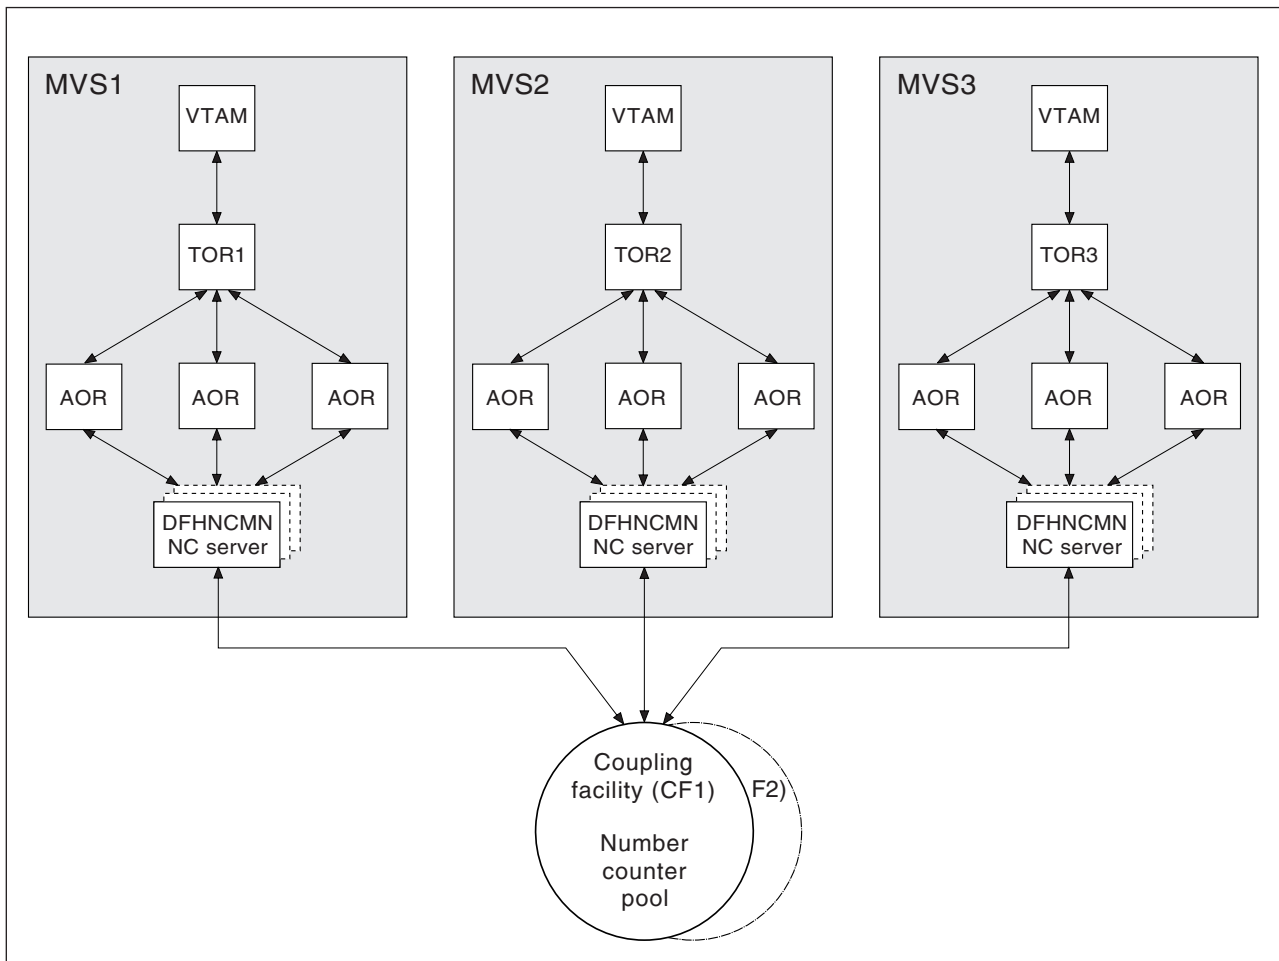 MVS1
VTAM
TOR1
AOR
AOR
AOR
DFHNCMN
NC server
MVS2
VTAM
TOR2
AOR
AOR
AOR
DFHNCMN
NC server
MVS3
VTAM
TOR3
AOR
AOR
AOR
DFHNCMN
NC server
Coupling
facility (CF1)
F2)
Number
counter
pool